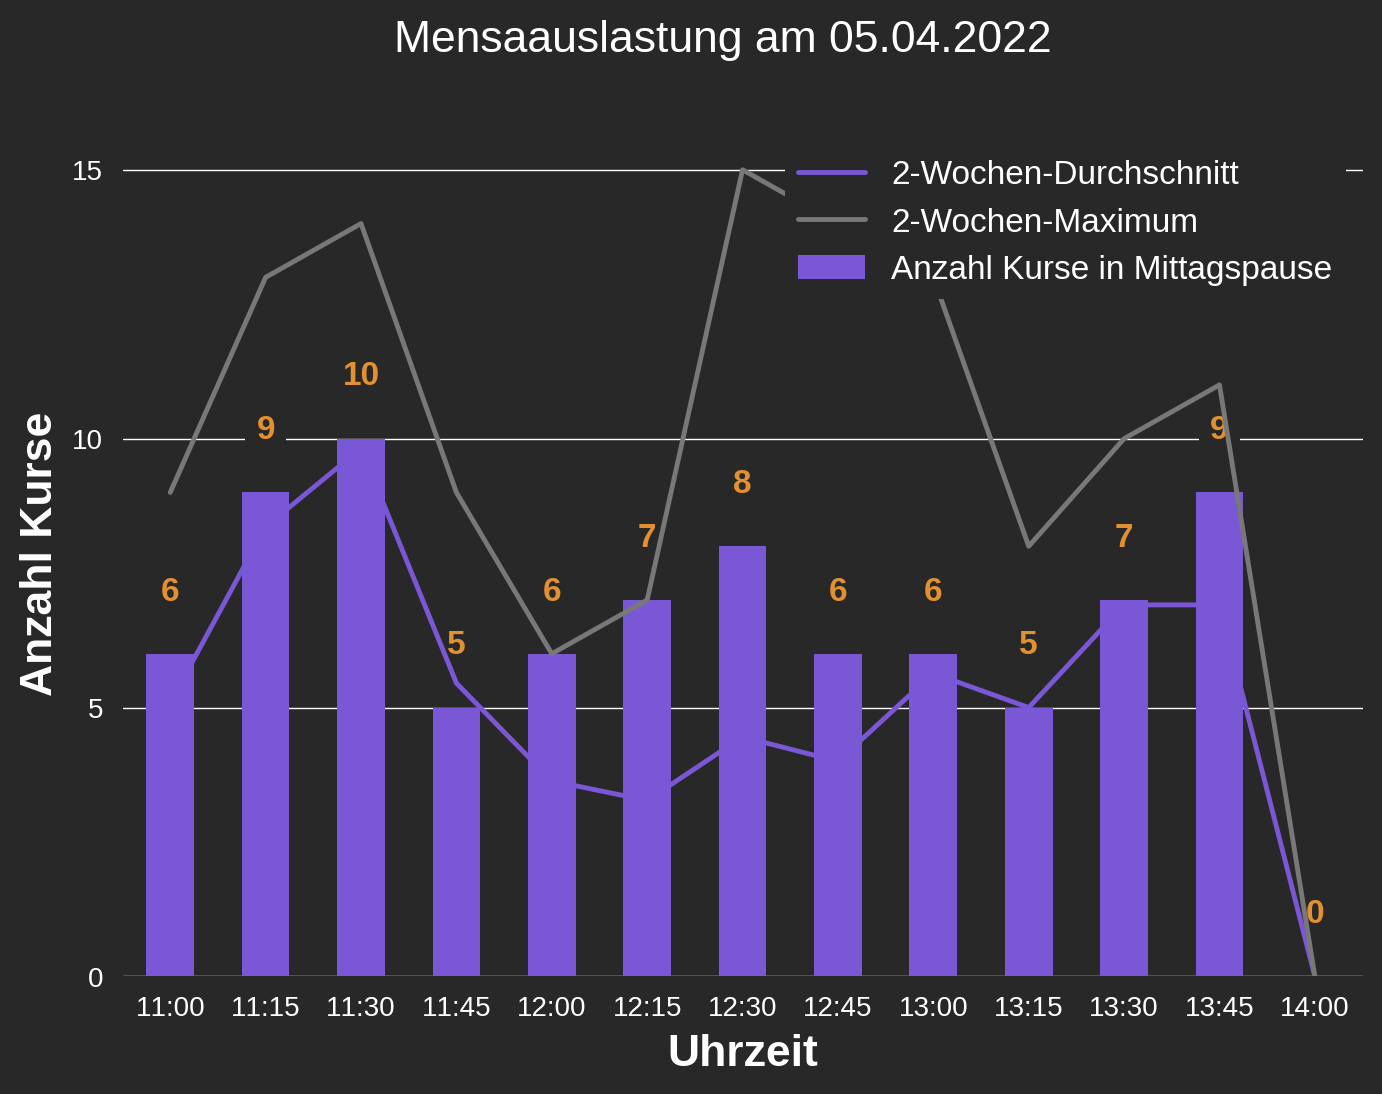 Mensaauslastung am 05.04.2022
2-Wochen-Durchschnitt
2-Wochen-Maximum
Anzahl Kurse in Mittagspause
Anzahl Kurse
15
10
5
0
6
9
10
5
6
7
8
6
6
5
7
9
0
11:00 11:15 11:30 11:45 12:00 12:15 12:30 12:45 13:00 13:15 13:30 13:45 14:00
Uhrzeit